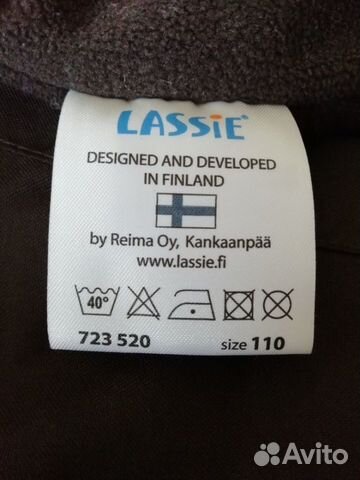 LASSiE®
DESIGNED AND DEVELOPED
IN FINLAND
by Reima Oy, Kankaanpää
www.lassie.fi
40°
723 520 size 110
Avito